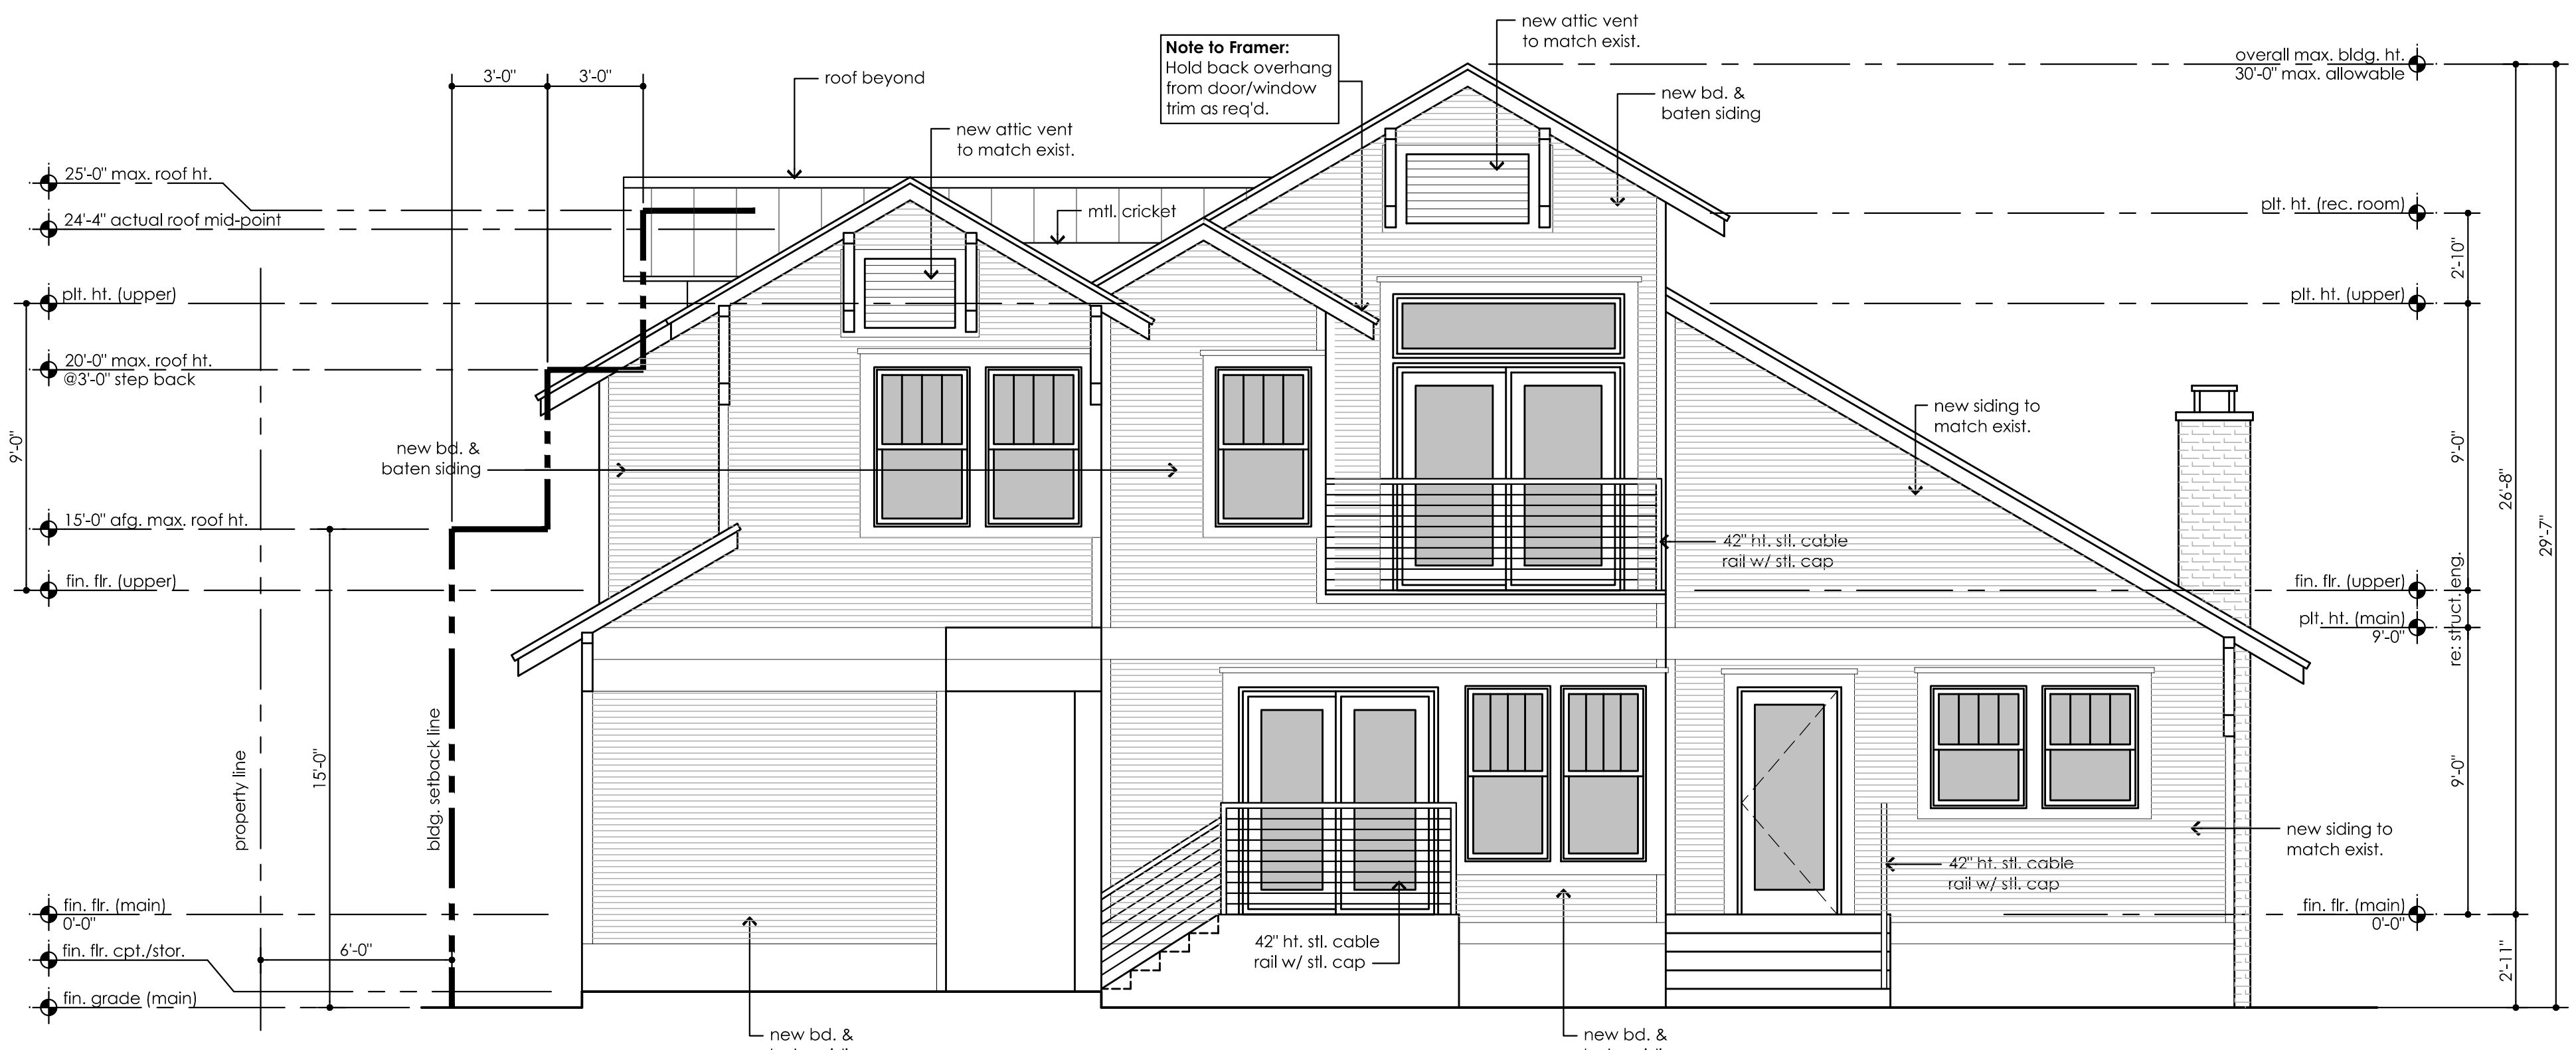 new attic vent
to match exist.
Note to Framer:
Hold back overhang
from door/window
trim as req'd.
overall max. bldg. ht.
30'-0" max. allowable
3'-0"
3'-0"
roof beyond
new bd. &
baten siding
new attic vent
to match exist.
25'-0" max. roof ht.
24'-4" actual roof mid-point
mtl. cricket
plt. ht. (rec. room)
2'-10"
plt. ht. (upper)
plt. ht. (upper)
20'-0" max. roof ht.
@3'-0" step back
9'-0"
new bd. &
baten siding
new siding to
match exist.
9'-0"
26'-8"
29'-7"
15'-0" afg. max. roof ht.
42" ht. stl. cable
rail w/ stl. cap
fin. flr. (upper)
fin. flr. (upper)
plt. ht. (main)
9'-0"
re: struct. eng.
property line
15'-0"
bldg. setback line
9'-0"
new siding to
match exist.
42" ht. stl. cable
rail w/ stl. cap
fin. flr. (main)
0'-0"
fin. flr. (main)
0'-0"
fin. flr. cpt./stor.
6'-0"
42" ht. stl. cable
rail w/ stl. cap
2'-11"
fin. grade (main)
new bd. &
new bd. &